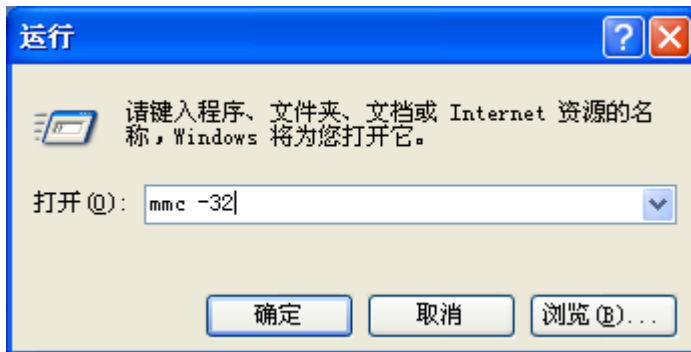 运行
请键入程序、文件夹、文档或 Internet 资源的名
称，Windows 将为您打开它。
打开(O): mmc -32
确定 取消 浏览(B)...